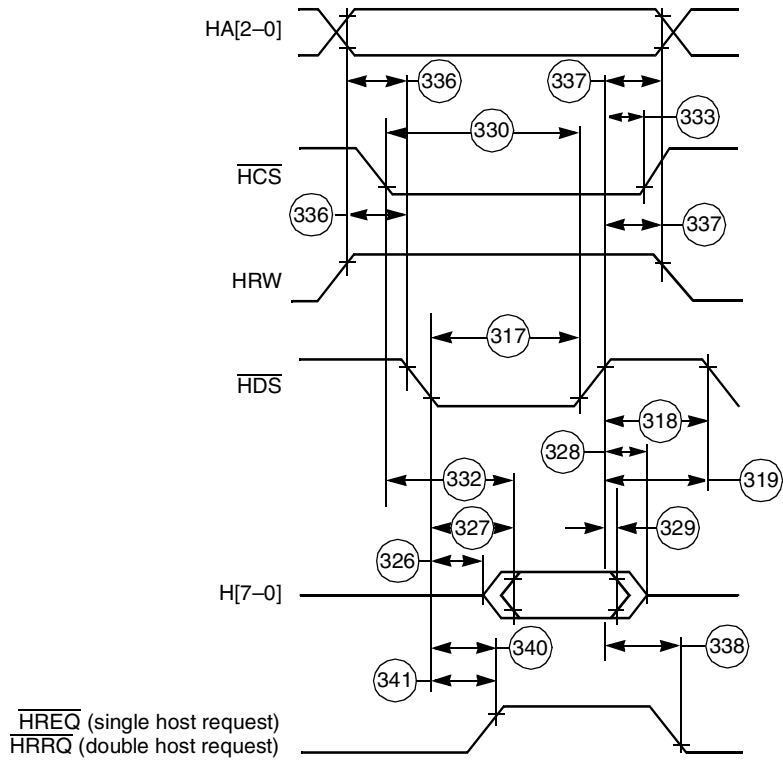 HA[2–0]
336
337
333
330
HCS
336
337
HRW
317
HDS
318
328
332
319
327
329
326
H[7–0]
340
338
341
HREQ (single host request)
HRRQ (double host request)